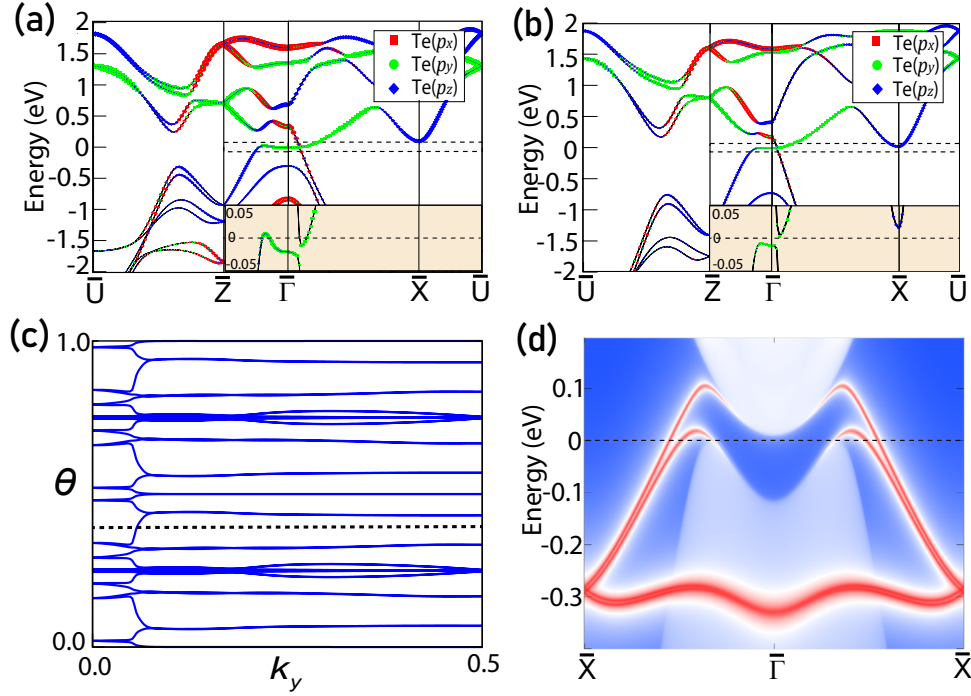 (a)
2
1.5
1
0.5
0
-0.5
-1
-1.5
-2
Energy (eV)
Te(px)
Te(py)
Te(pz)
0.05
0
-0.05
Ū
Z̄
Γ̄
X̄
Ū
(b)
2
1.5
1
0.5
0
-0.5
-1
-1.5
-2
Energy (eV)
Te(px)
Te(py)
Te(pz)
0.05
0
-0.05
Ū
Z̄
Γ̄
X̄
Ū
(c)
1.0
θ
0.0
0.0
ky
0.5
(d)
0.1
0
-0.1
-0.2
-0.3
Energy (eV)
X̄
Γ̄
X̄